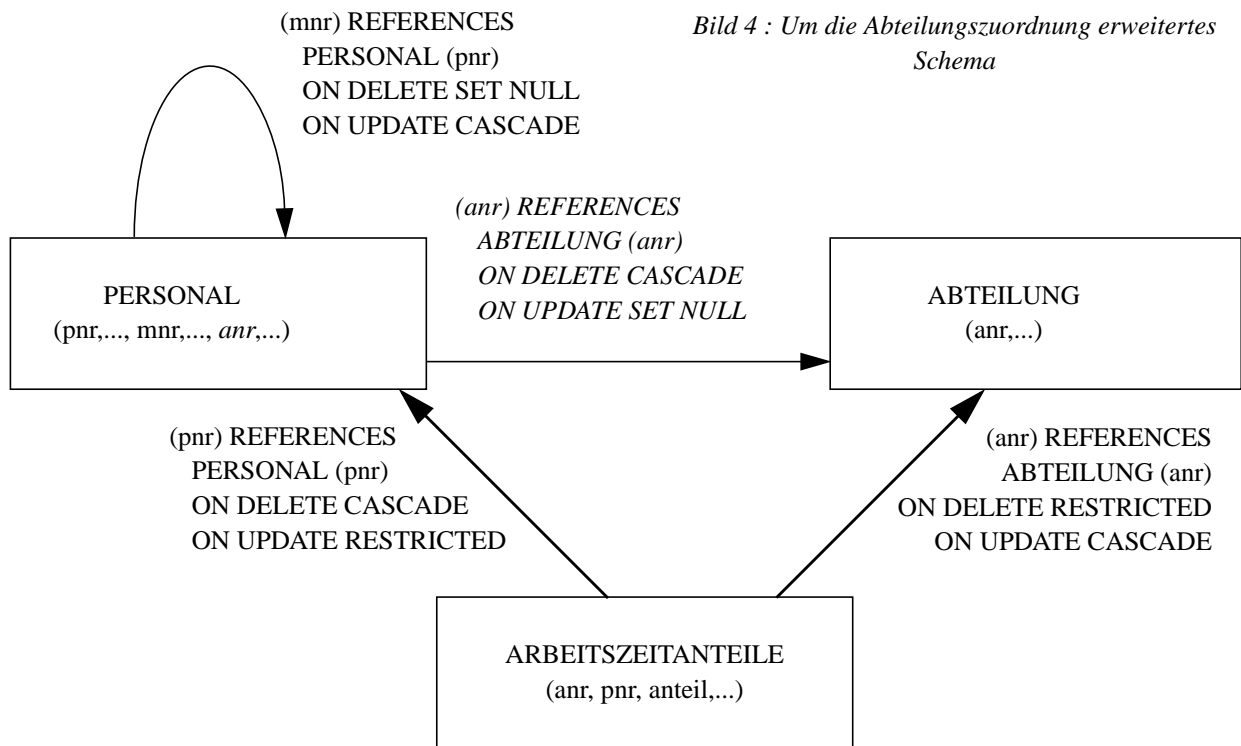 (mnr) REFERENCES
PERSONAL (pnr)
ON DELETE SET NULL
ON UPDATE CASCADE
Bild 4 : Um die Abteilungszuordnung erweitertes
Schema
(anr) REFERENCES
ABTEILUNG (anr)
ON DELETE CASCADE
ON UPDATE SET NULL
PERSONAL
(pnr,..., mnr,..., anr,...)
ABTEILUNG
(anr,...)
(pnr) REFERENCES
PERSONAL (pnr)
ON DELETE CASCADE
ON UPDATE RESTRICTED
(anr) REFERENCES
ABTEILUNG (anr)
ON DELETE RESTRICTED
ON UPDATE CASCADE
ARBEITSZEITANTEILE
(anr, pnr, anteil,...)